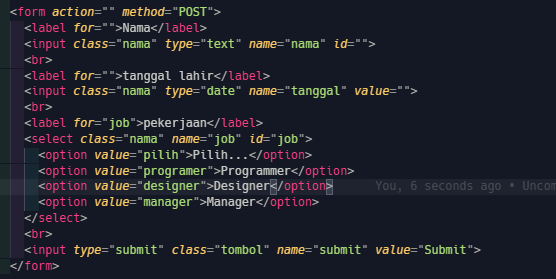 <form action="" method="POST">
<label for="">Nama</label>
<input class="nama" type="text" name="nama" id="">
<br>
<label for="">tanggal lahir</label>
<input class="nama" type="date" name="tanggal" value="">
<br>
<label for="job">pekerjaan</label>
<select class="nama" name="job" id="job">
<option value="pilih">Pilih...</option>
<option value="programer">Programmer</option>
<option value="designer">Designer</option> You, 6 seconds ago • Uncom
<option value="manager">Manager</option>
</select>
<br>
<input type="submit" class="tombol" name="submit" value="Submit">
</form>